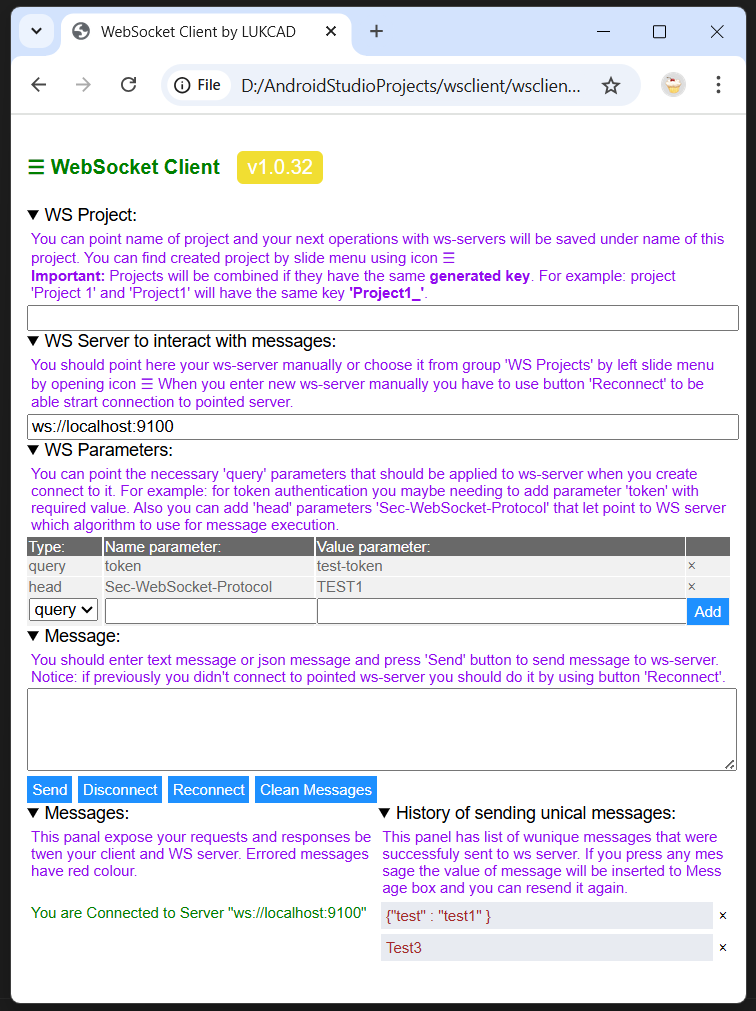 WebSocket Client by LUKCAD
File D:/AndroidStudioProjects/wsclient/wsclien...
☰ WebSocket Client v1.0.32
▼ WS Project:
You can point name of project and your next operations with ws-servers will be saved under name of this
project. You can find created project by slide menu using icon ☰
Important: Projects will be combined if they have the same generated key. For example: project
'Project 1' and 'Project1' will have the same key 'Project1_'.
▼ WS Server to interact with messages:
You should point here your ws-server manually or choose it from group 'WS Projects' by left slide menu
by opening icon ☰ When you enter new ws-server manually you have to use button 'Reconnect' to be
able strart connection to pointed server.
ws://localhost:9100
▼ WS Parameters:
You can point the necessary 'query' parameters that should be applied to ws-server when you create
connect to it. For example: for token authentication you maybe needing to add parameter 'token' with
required value. Also you can add 'head' parameters 'Sec-WebSocket-Protocol' that let point to WS server
which algorithm to use for message execution.
Type: Name parameter: Value parameter:
query token test-token ×
head Sec-WebSocket-Protocol TEST1 ×
query Add
▼ Message:
You should enter text message or json message and press 'Send' button to send message to ws-server.
Notice: if previously you didn't connect to pointed ws-server you should do it by using button 'Reconnect'.
Send Disconnect Reconnect Clean Messages
▼ Messages:
This panal expose your requests and responses be
twen your client and WS server. Errored messages
have red colour.
You are Connected to Server "ws://localhost:9100"
▼ History of sending unical messages:
This panel has list of wunique messages that were
successfuly sent to ws server. If you press any mes
sage the value of message will be inserted to Mess
age box and you can resend it again.
{"test" : "test1" } ×
Test3 ×